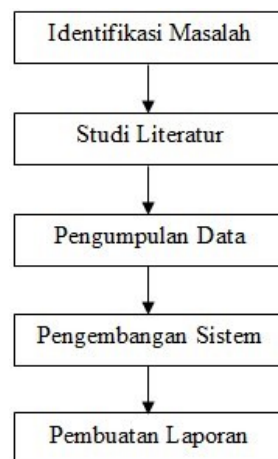 Identifikasi Masalah
Studi Literatur
Pengumpulan Data
Pengembangan Sistem
Pembuatan Laporan